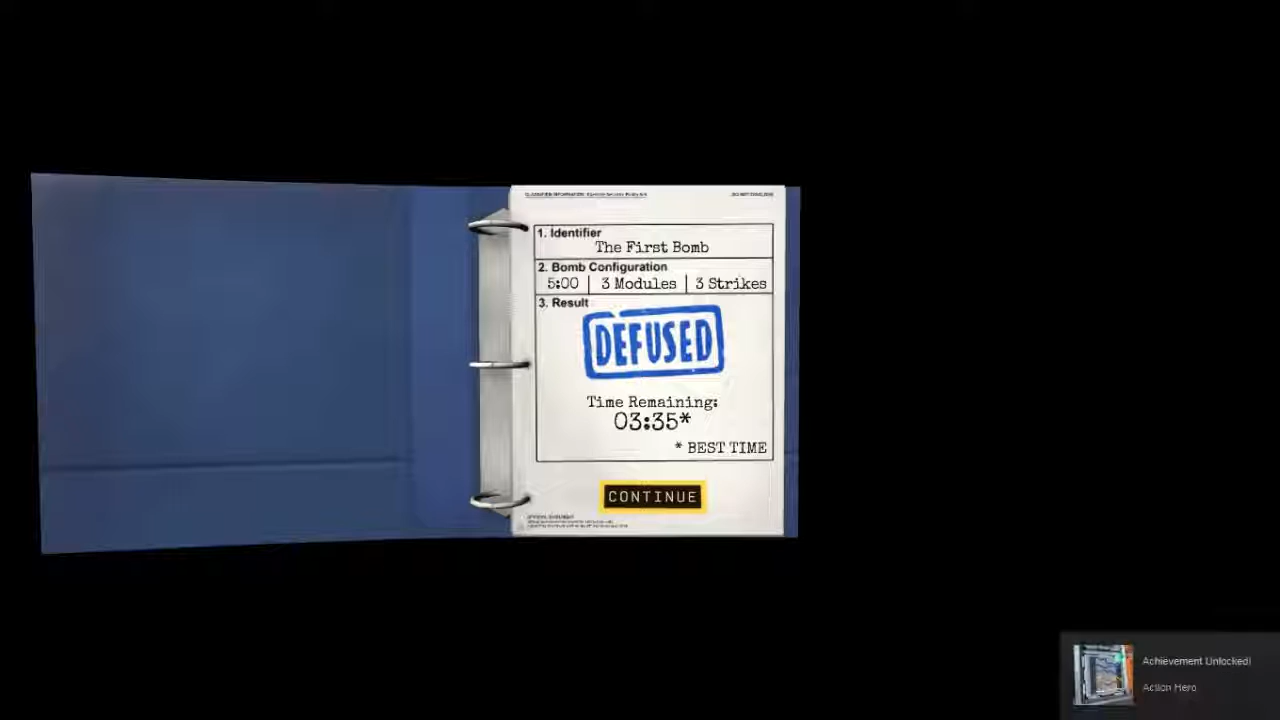 1. Identifier
The First Bomb
2. Bomb Configuration
5:00 | 3 Modules | 3 Strikes
3. Result
DEFUSED
Time Remaining:
03:35*
* BEST TIME
CONTINUE
Achievement Unlocked!
Action Hero